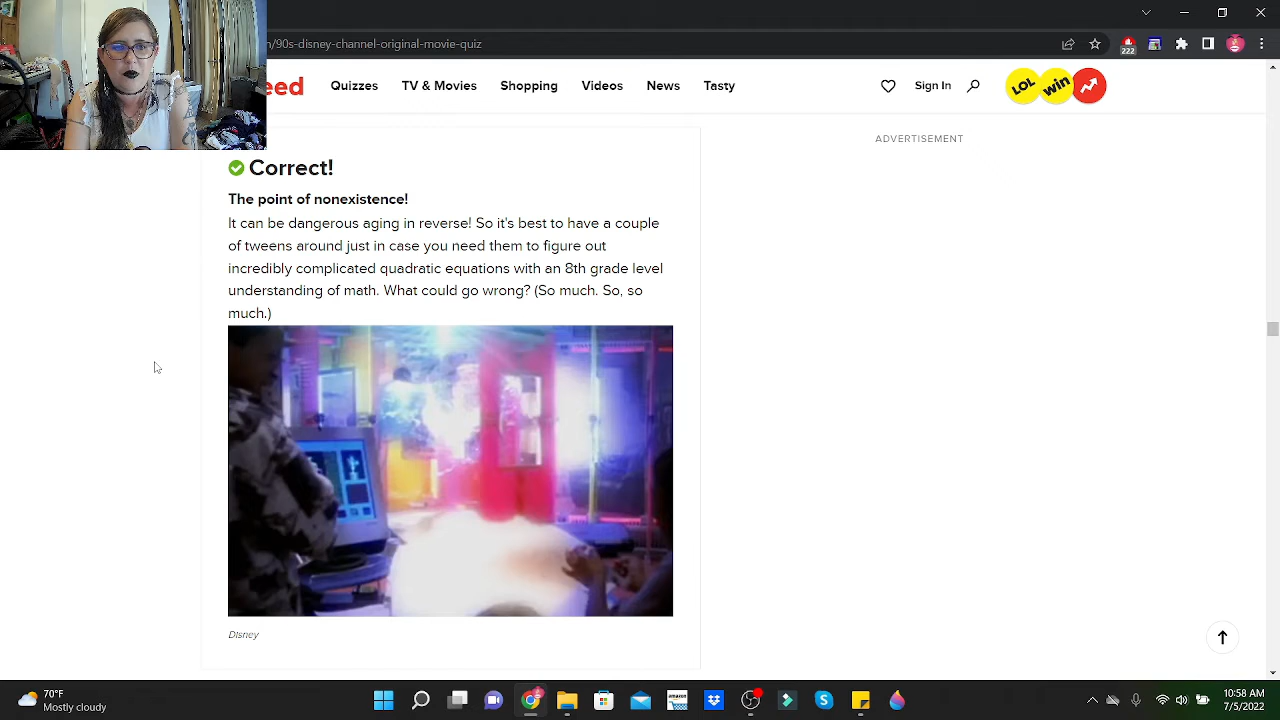 n/90s-disney-channel-original-movie-quiz
222
eed Quizzes TV & Movies Shopping Videos News Tasty Sign In LOL win
ADVERTISEMENT
Correct!
The point of nonexistence!
It can be dangerous aging in reverse! So it's best to have a couple
of tweens around just in case you need them to figure out
incredibly complicated quadratic equations with an 8th grade level
understanding of math. What could go wrong? (So much. So, so
much.)
Disney
70°F
Mostly cloudy
amazon
10:58 AM
7/5/2022